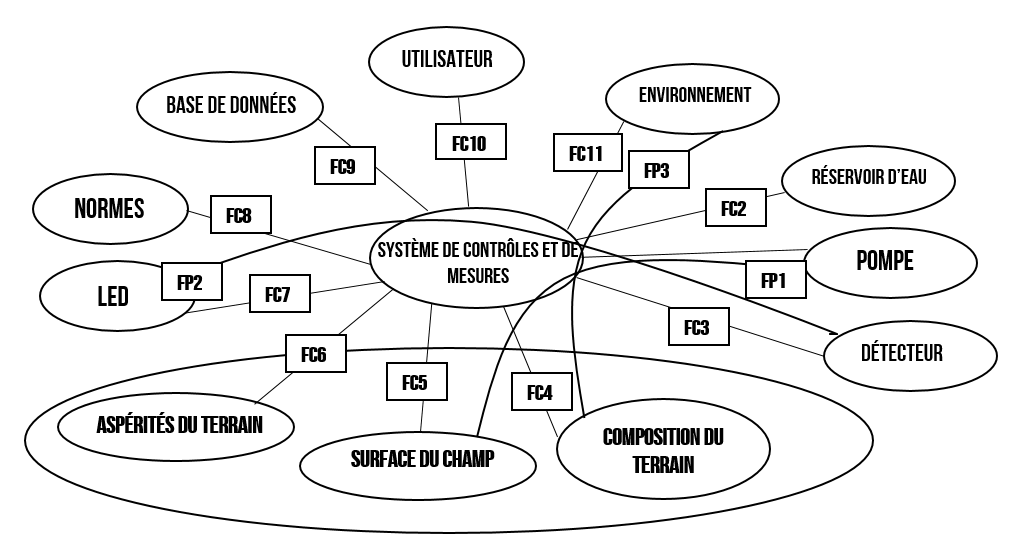 UTILISATEUR
ENVIRONNEMENT
BASE DE DONNÉES
FC10
FC11
FC9
FP3
RÉSERVOIR D'EAU
NORMES
FC8
FC2
SYSTÈME DE CONTRÔLES ET DE
MESURES
POMPE
LED
FP2
FC7
FP1
FC3
FC6
DÉTECTEUR
FC5
FC4
ASPÉRITÉS DU TERRAIN
SURFACE DU CHAMP
COMPOSITION DU
TERRAIN